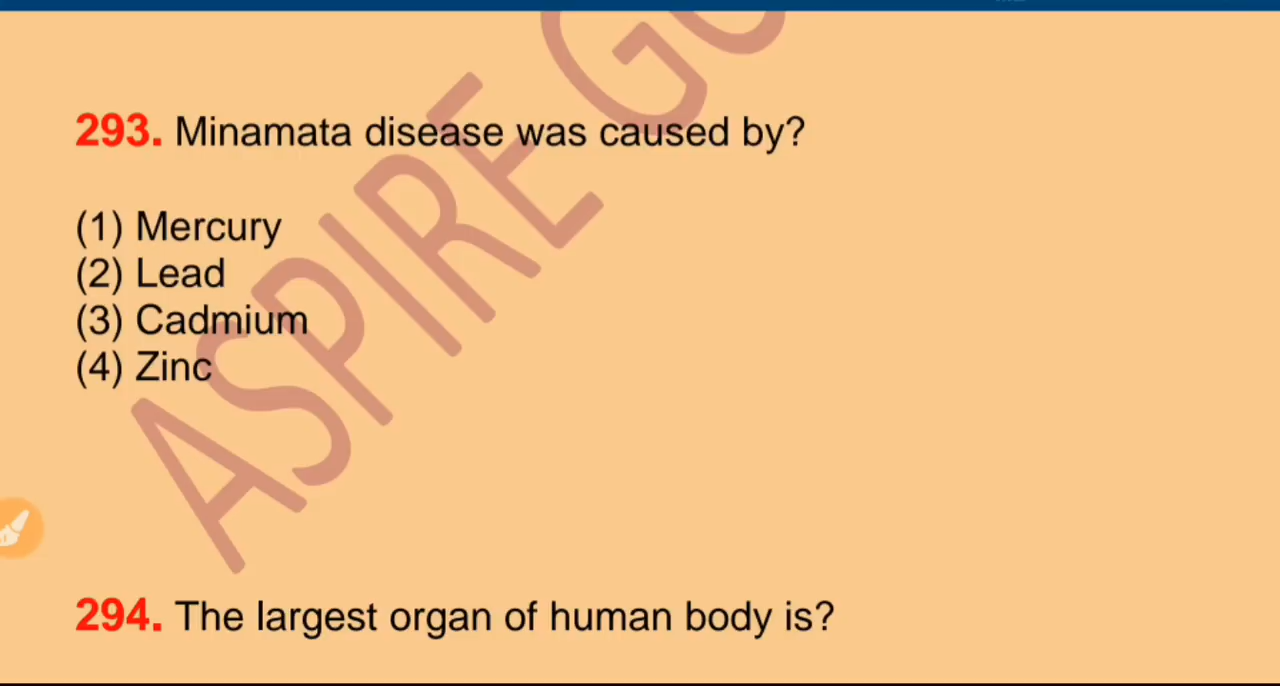 293. Minamata disease was caused by?
(1) Mercury
(2) Lead
(3) Cadmium
(4) Zinc
ASPIRE
294. The largest organ of human body is?